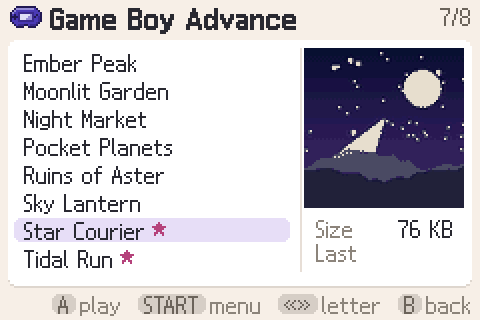 Game Boy Advance
7/8
Ember Peak
Moonlit Garden
Night Market
Pocket Planets
Ruins of Aster
Sky Lantern
Star Courier
Tidal Run
Size 76 KB
Last
A play START menu «» letter B back